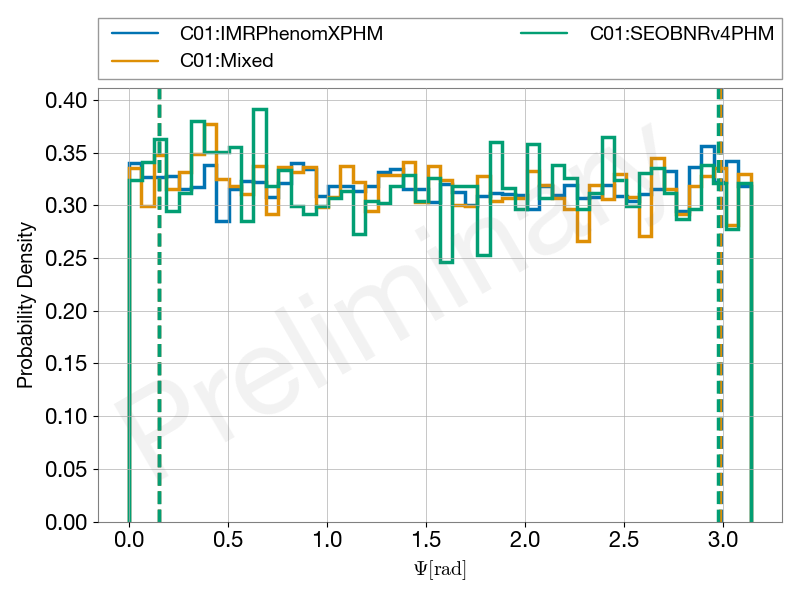 C01:IMRPhenomXPHM
C01:Mixed
C01:SEOBNRv4PHM
Probability Density
0.40
0.35
0.30
0.25
0.20
0.15
0.10
0.05
0.00
Preliminary
0.0 0.5 1.0 1.5 2.0 2.5 3.0
Ψ[rad]